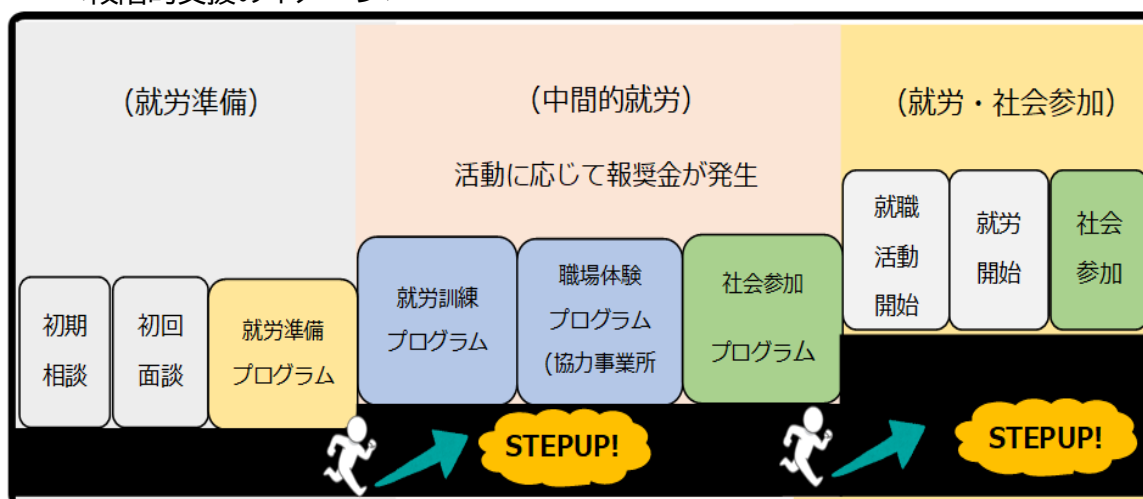 (就労準備)
(中間的就労)
(就労・社会参加)
活動に応じて報奨金が発生
初期
相談
初回
面談
就労準備
プログラム
就労訓練
プログラム
職場体験
プログラム
(協力事業所
社会参加
プログラム
就職
活動
開始
就労
開始
社会
参加
STEPUP!
STEPUP!